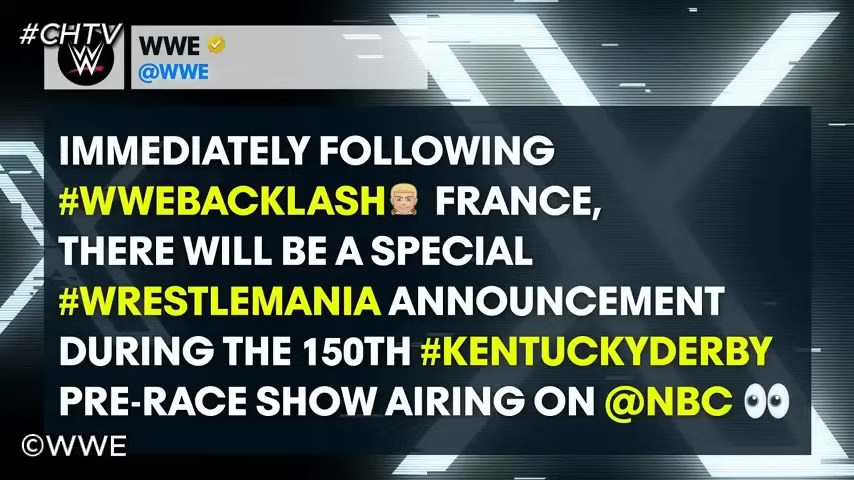 #CHTV
WWE
@WWE
IMMEDIATELY FOLLOWING
#WWEBACKLASH FRANCE,
THERE WILL BE A SPECIAL
#WRESTLEMANIA ANNOUNCEMENT
DURING THE 150TH #KENTUCKYDERBY
PRE-RACE SHOW AIRING ON @NBC 👀
©WWE